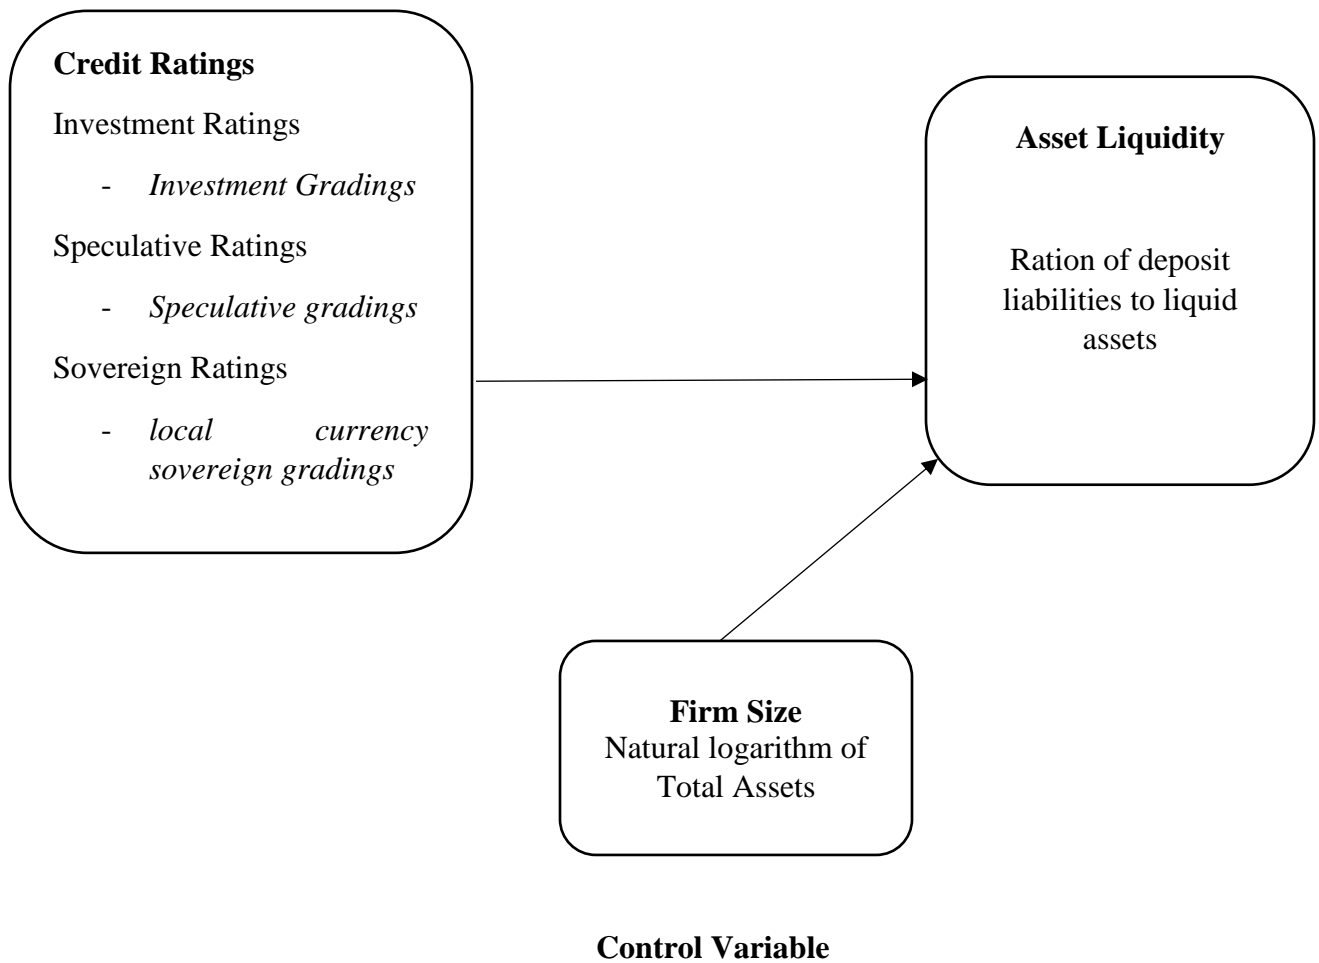 Credit Ratings
Investment Ratings
- Investment Gradings
Speculative Ratings
- Speculative gradings
Sovereign Ratings
- local currency
sovereign gradings
Asset Liquidity
Ration of deposit
liabilities to liquid
assets
Firm Size
Natural logarithm of
Total Assets
Control Variable